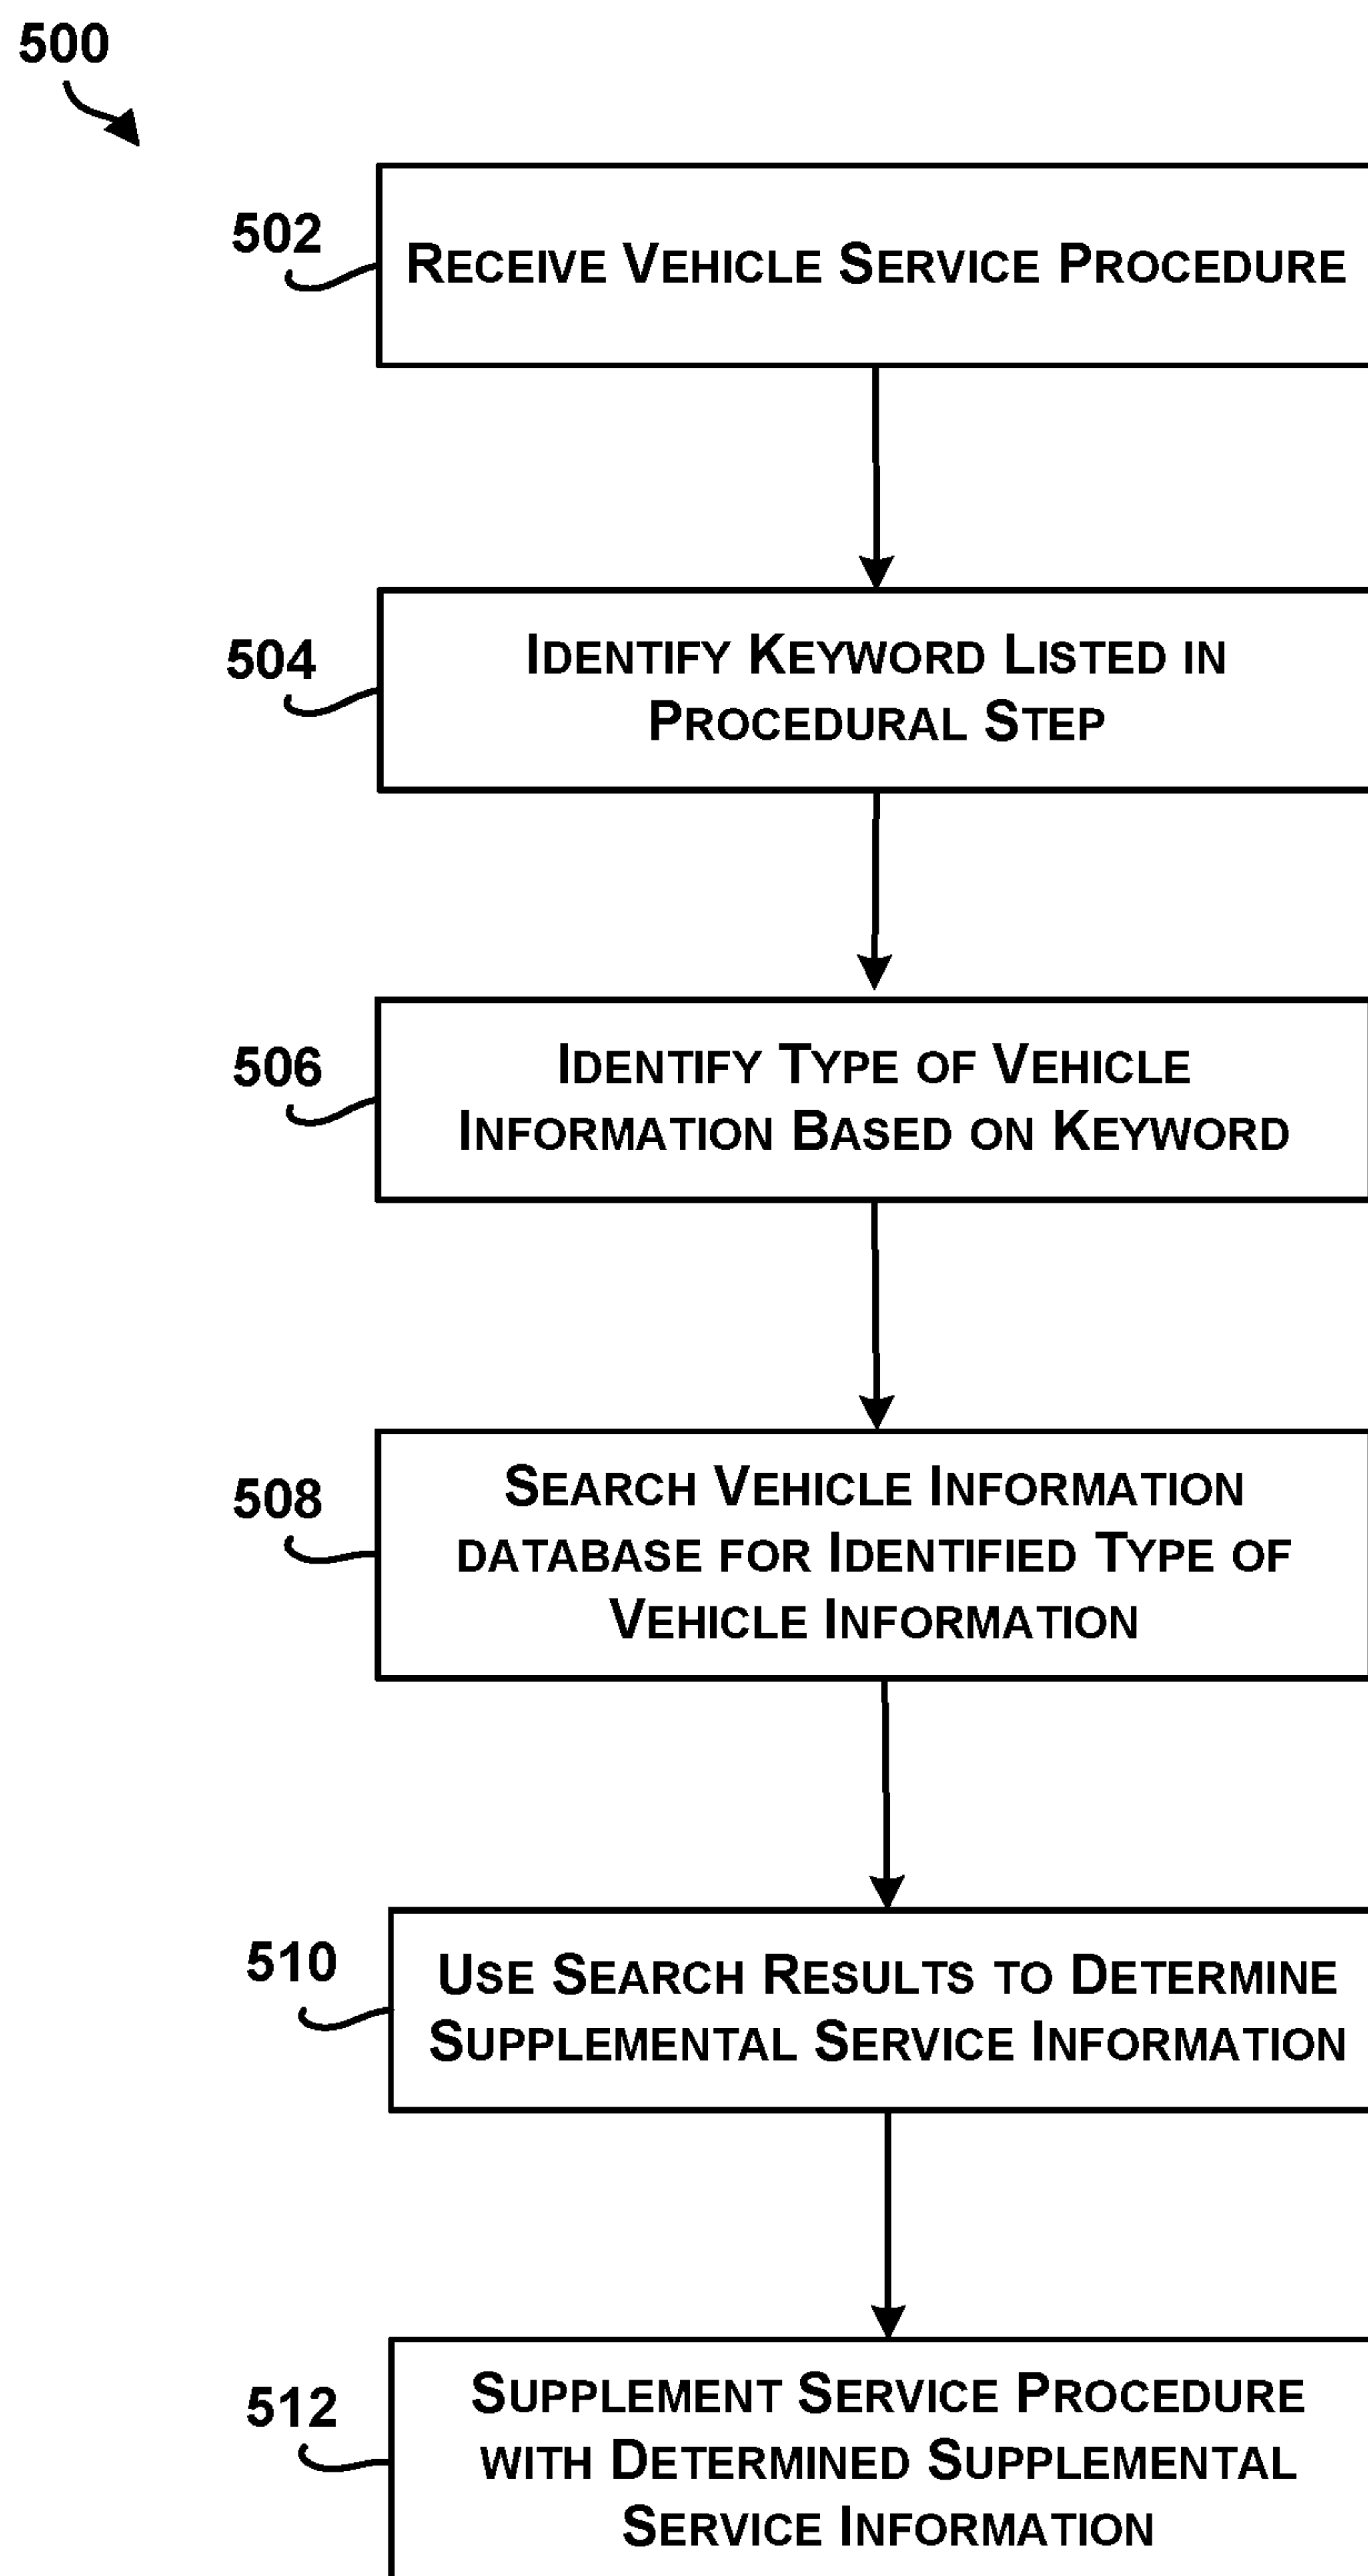 500
502
RECEIVE VEHICLE SERVICE PROCEDURE
504
IDENTIFY KEYWORD LISTED IN
PROCEDURAL STEP
506
IDENTIFY TYPE OF VEHICLE
INFORMATION BASED ON KEYWORD
508
SEARCH VEHICLE INFORMATION
DATABASE FOR IDENTIFIED TYPE OF
VEHICLE INFORMATION
510
USE SEARCH RESULTS TO DETERMINE
SUPPLEMENTAL SERVICE INFORMATION
512
SUPPLEMENT SERVICE PROCEDURE
WITH DETERMINED SUPPLEMENTAL
SERVICE INFORMATION